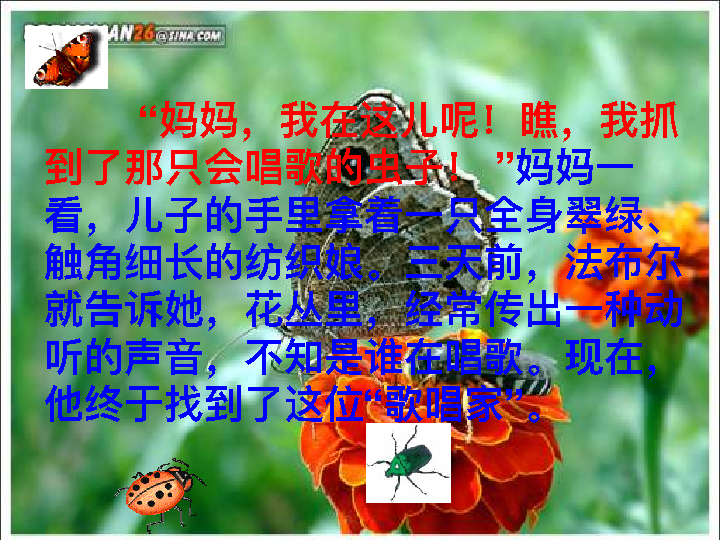 26@SINA.COM
“妈妈，我在这儿呢！瞧，我抓
到了那只会唱歌的虫子！ ”妈妈一
看，儿子的手里拿着一只全身翠绿、
触角细长的纺织娘。三天前，法布尔
就告诉她，花丛里，经常传出一种动
听的声音，不知是谁在唱歌。现在，
他终于找到了这位“歌唱家”。